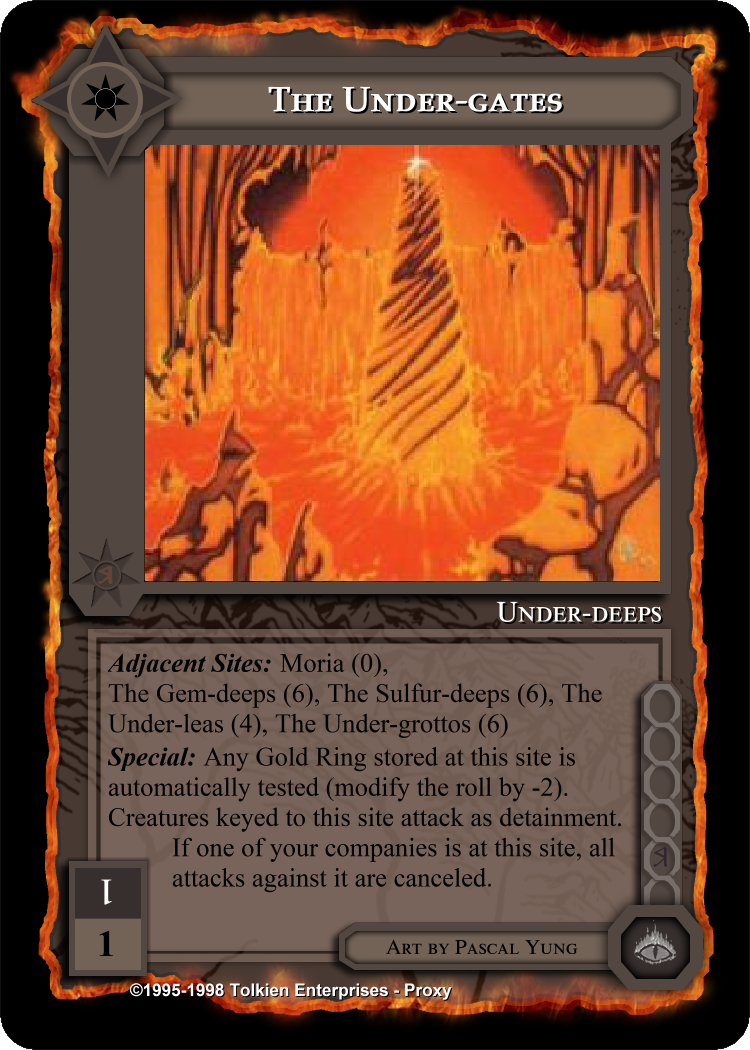 The Under-gates
Under-deeps
Adjacent Sites: Moria (0),
The Gem-deeps (6), The Sulfur-deeps (6), The
Under-leas (4), The Under-grottos (6)
Special: Any Gold Ring stored at this site is
automatically tested (modify the roll by -2).
Creatures keyed to this site attack as detainment.
If one of your companies is at this site, all
attacks against it are canceled.
1
1
Art by Pascal Yung
©1995-1998 Tolkien Enterprises - Proxy